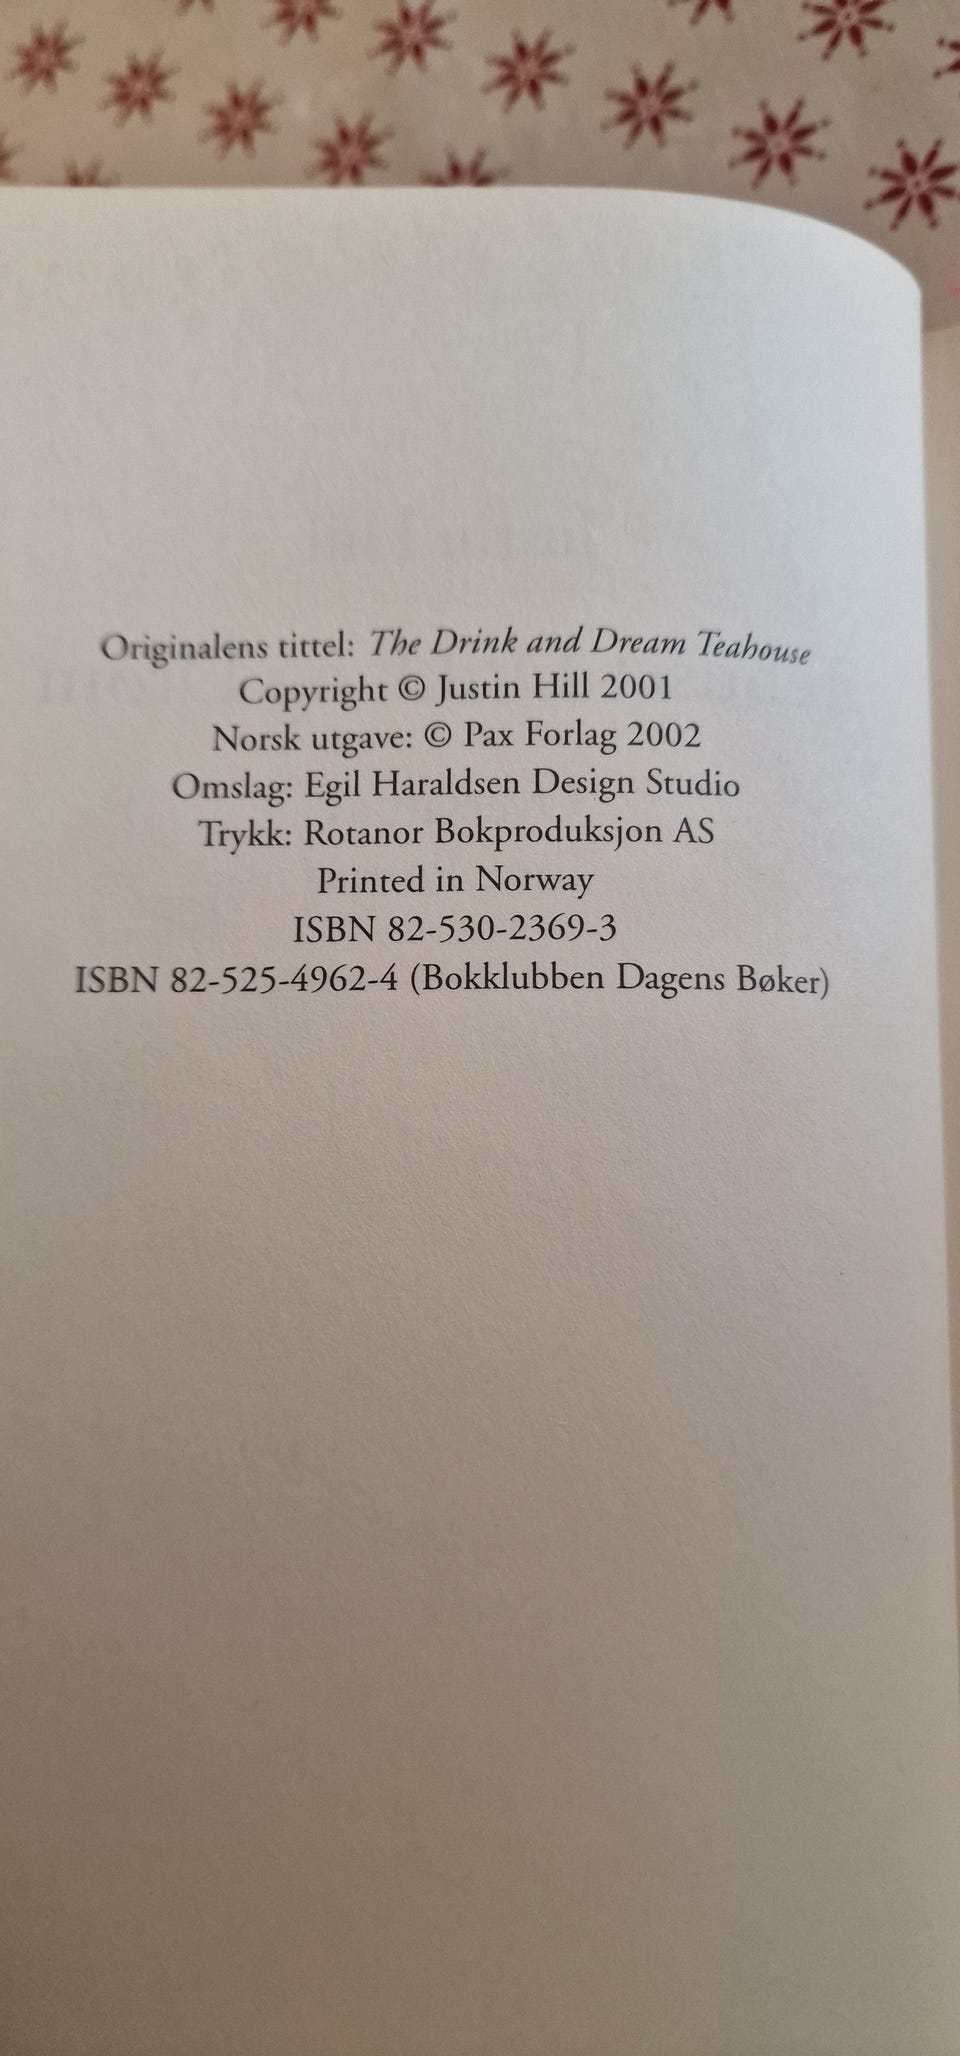 Originalens tittel: The Drink and Dream Teahouse
Copyright © Justin Hill 2001
Norsk utgave: © Pax Forlag 2002
Omslag: Egil Haraldsen Design Studio
Trykk: Rotanor Bokproduksjon AS
Printed in Norway
ISBN 82-530-2369-3
ISBN 82-525-4962-4 (Bokklubben Dagens Bøker)